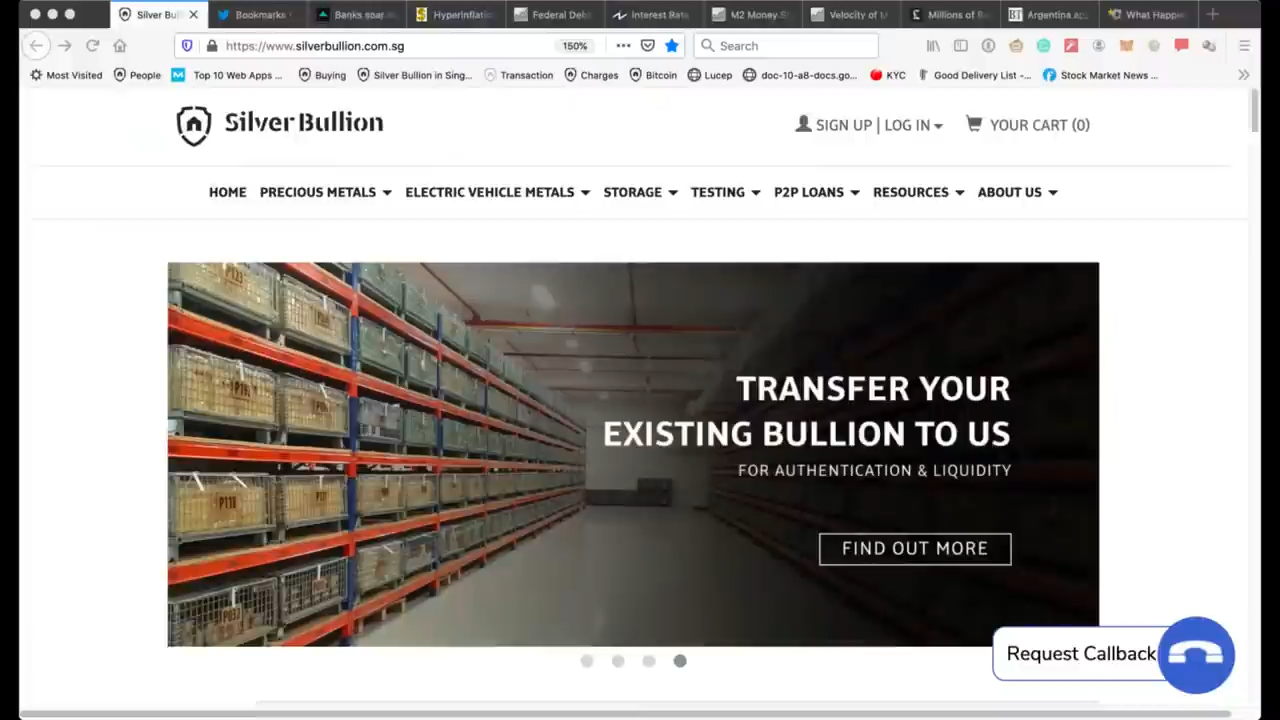 Silver Bull
Bookmarks
Banks soar
Hyperinflatio
Federal Debt
Interest Rate
M2 Money S
Velocity of
Millions of
Argentina
What Happe
https://www.silverbullion.com.sg
150%
Search
Most Visited
People
Top 10 Web Apps ...
Buying
Silver Bullion in Sing...
Transaction
Charges
Bitcoin
Lucep
doc-10-a8-docs.go...
KYC
Good Delivery List -...
Stock Market News ...
Silver Bullion
SIGN UP | LOG IN
YOUR CART (0)
HOME
PRECIOUS METALS
ELECTRIC VEHICLE METALS
STORAGE
TESTING
P2P LOANS
RESOURCES
ABOUT US
TRANSFER YOUR
EXISTING BULLION TO US
FOR AUTHENTICATION & LIQUIDITY
FIND OUT MORE
P118
Request Callback